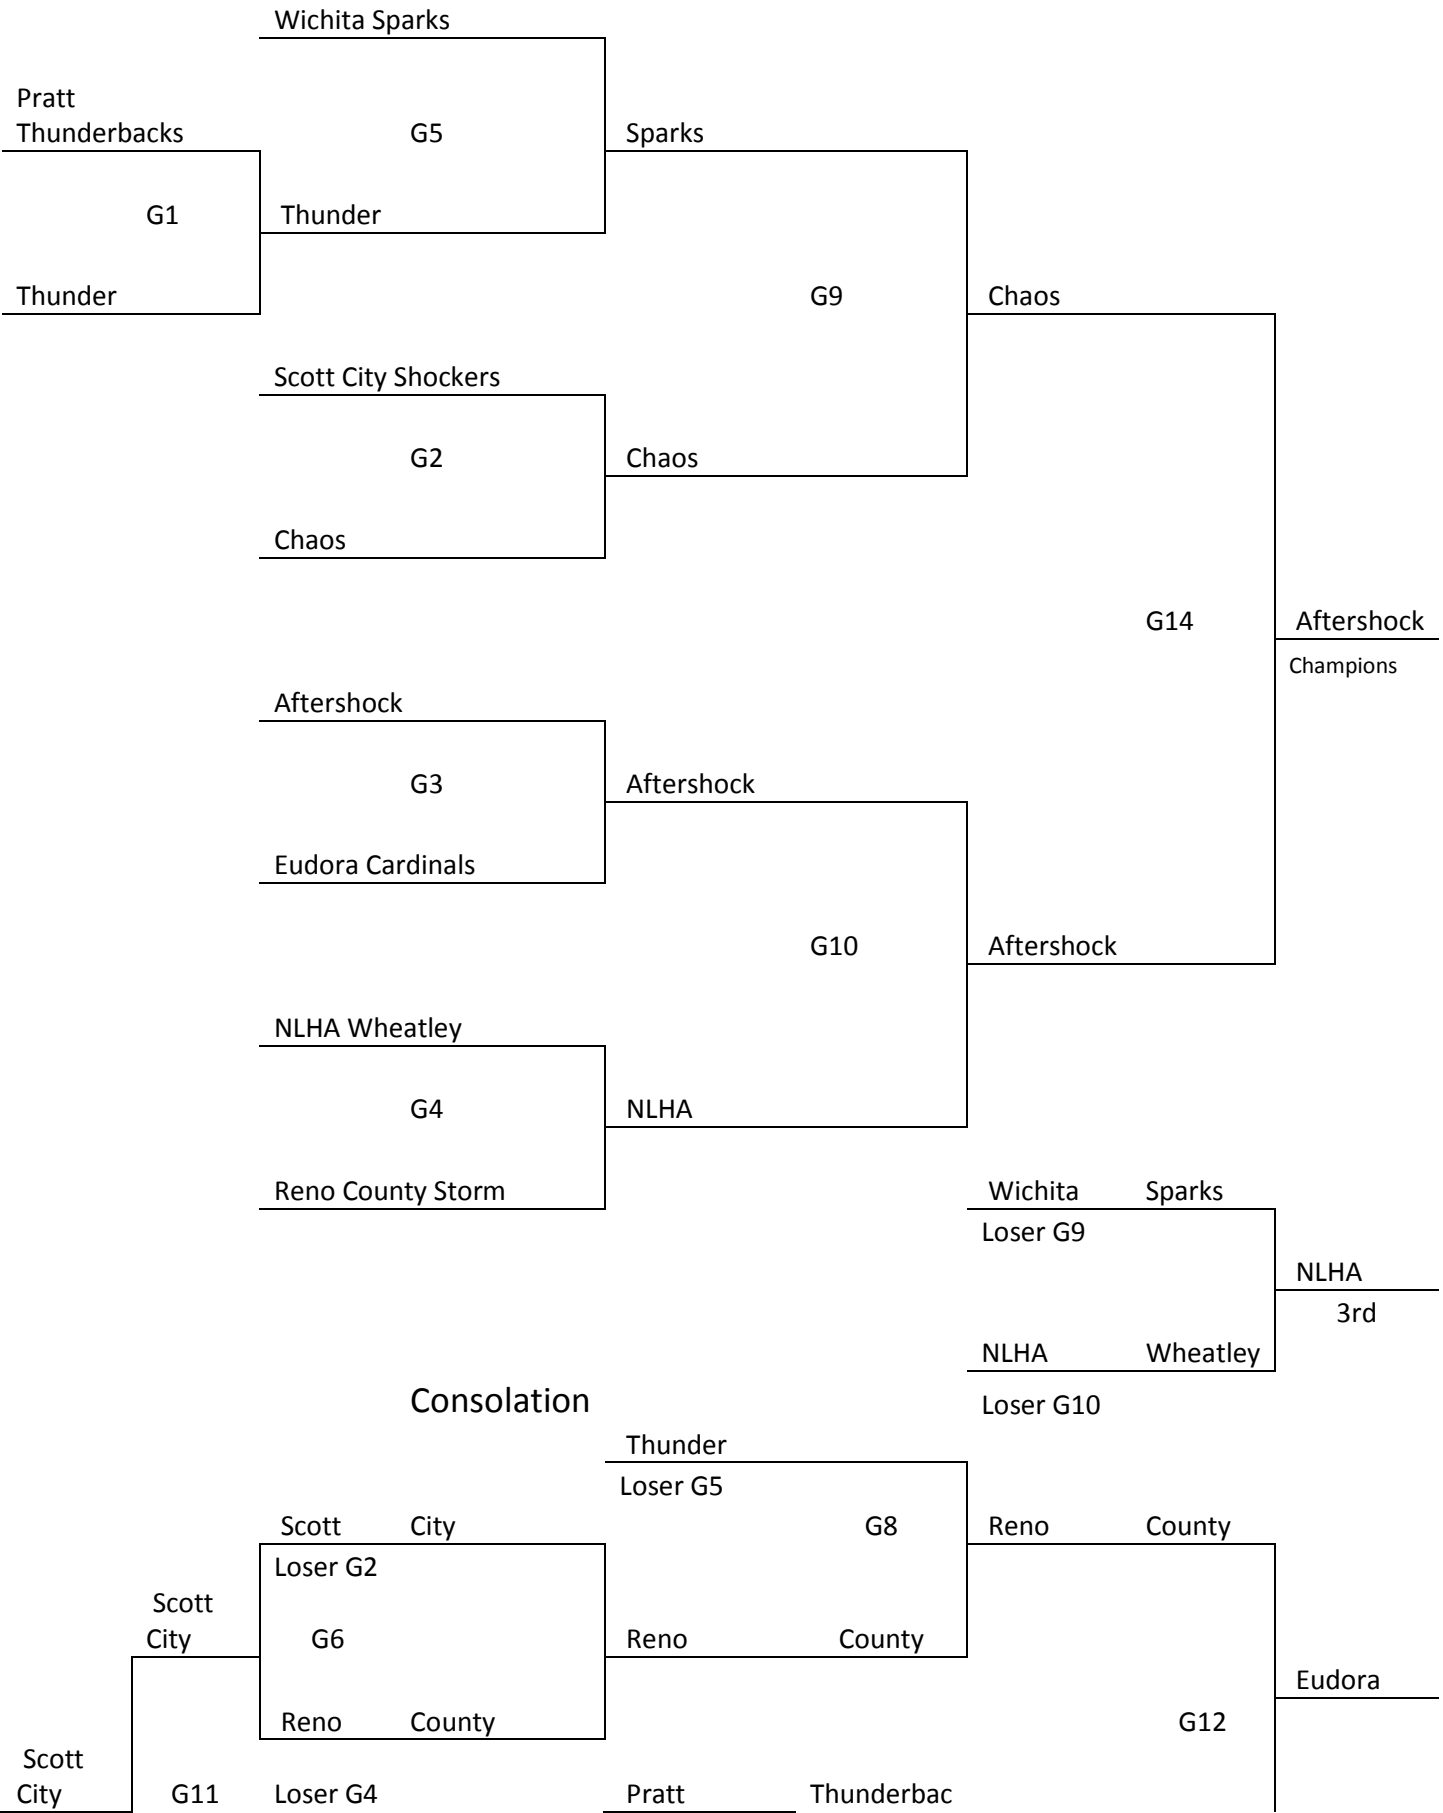 Wichita Sparks
Pratt
Thunderbacks
G5
Sparks
G1
Thunder
Thunder
G9
Chaos
Scott City Shockers
G2
Chaos
Chaos
G14
Aftershock
Champions
Aftershock
G3
Aftershock
Eudora Cardinals
G10
Aftershock
NLHA Wheatley
G4
NLHA
Reno County Storm
Wichita Sparks
Loser G9
NLHA
3rd
NLHA Wheatley
Consolation
Loser G10
Thunder
Loser G5
Scott City
G8
Reno County
Loser G2
Scott
City
G6
Reno County
Eudora
Reno County
G12
Scott
City
G11
Loser G4
Pratt Thunderbac